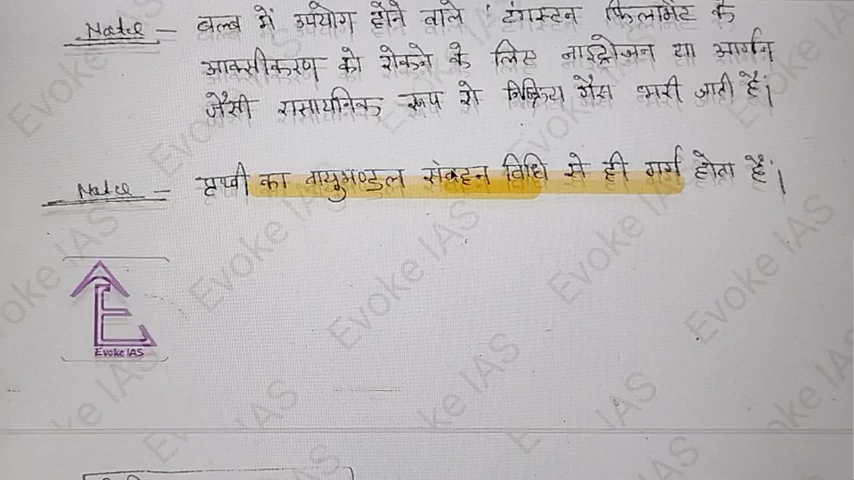 Note – बल्ब में उपयोग होने वाले टंगस्टन फिलामेंट के
आक्सीकरण को रोकने के लिए नाइट्रोजन या आर्गन
जैसी रासायनिक रूप से निष्क्रिय गैस भरी जाती है।
Note – पृथ्वी का वायुमण्डल संवहन विधि से ही गर्म होता है।
Evoke IAS